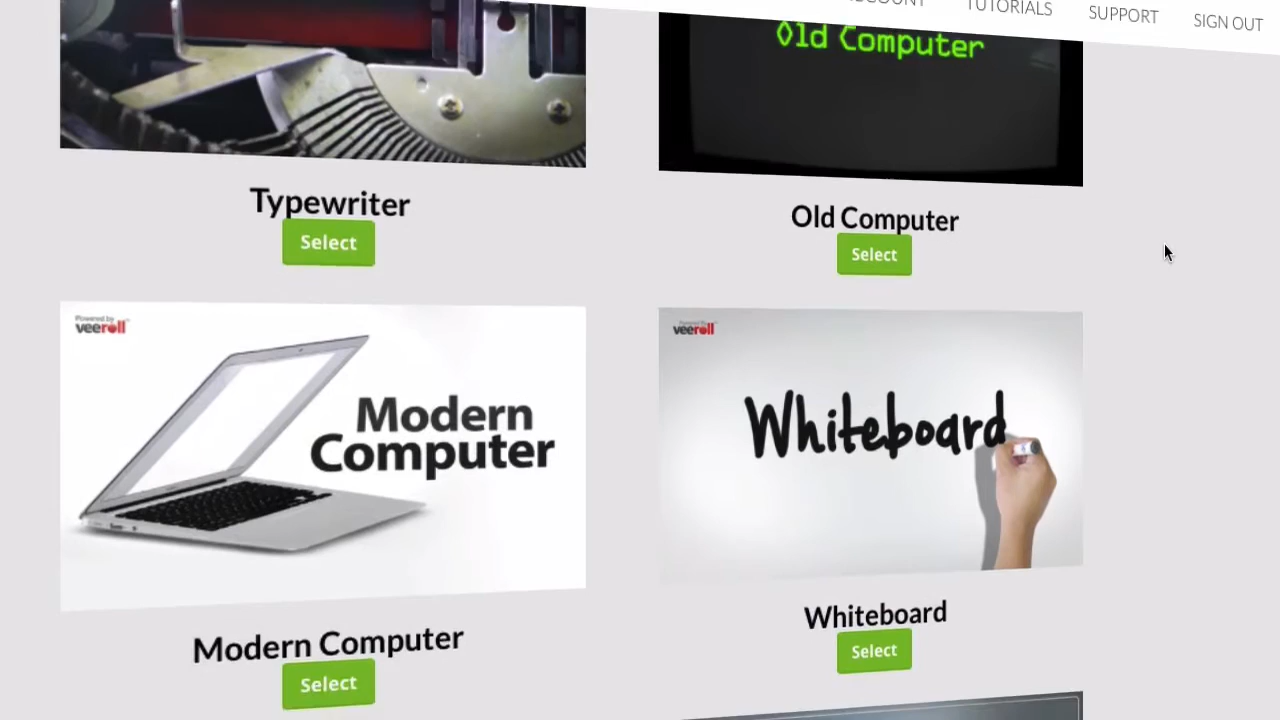 TUTORIALS
SUPPORT
SIGN OUT
Old Computer
Typewriter
Select
Old Computer
Select
Powered by
veeroll
Modern
Computer
Powered by
veeroll
Whiteboard
Modern Computer
Select
Whiteboard
Select